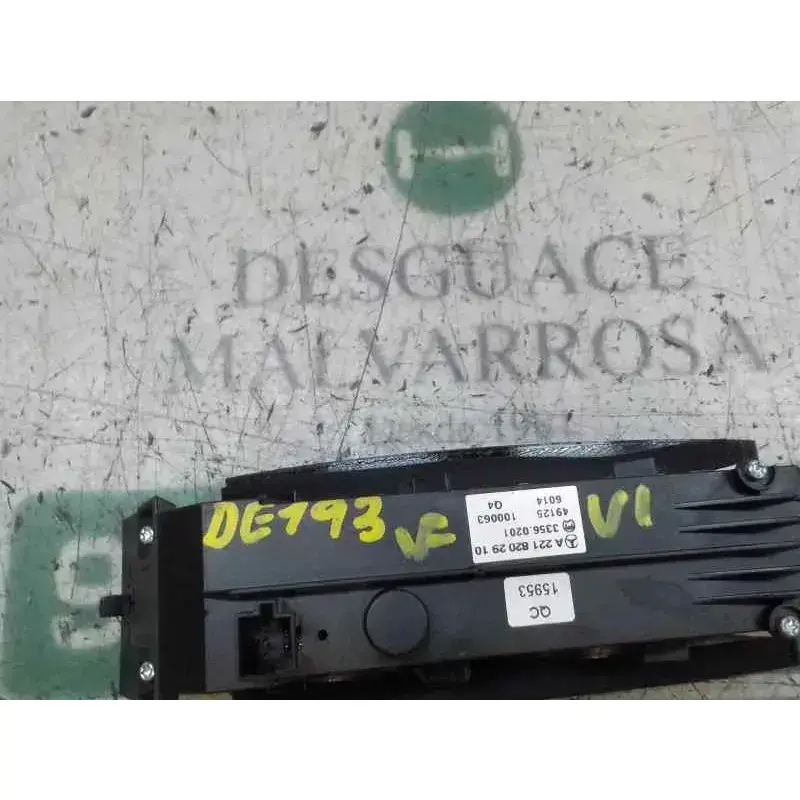 DESGUACE
MALVARROSA
DE193
VF
V1
A 221 820 29 10
3356.0201
49125 100063
6014 Q4
QC
15953